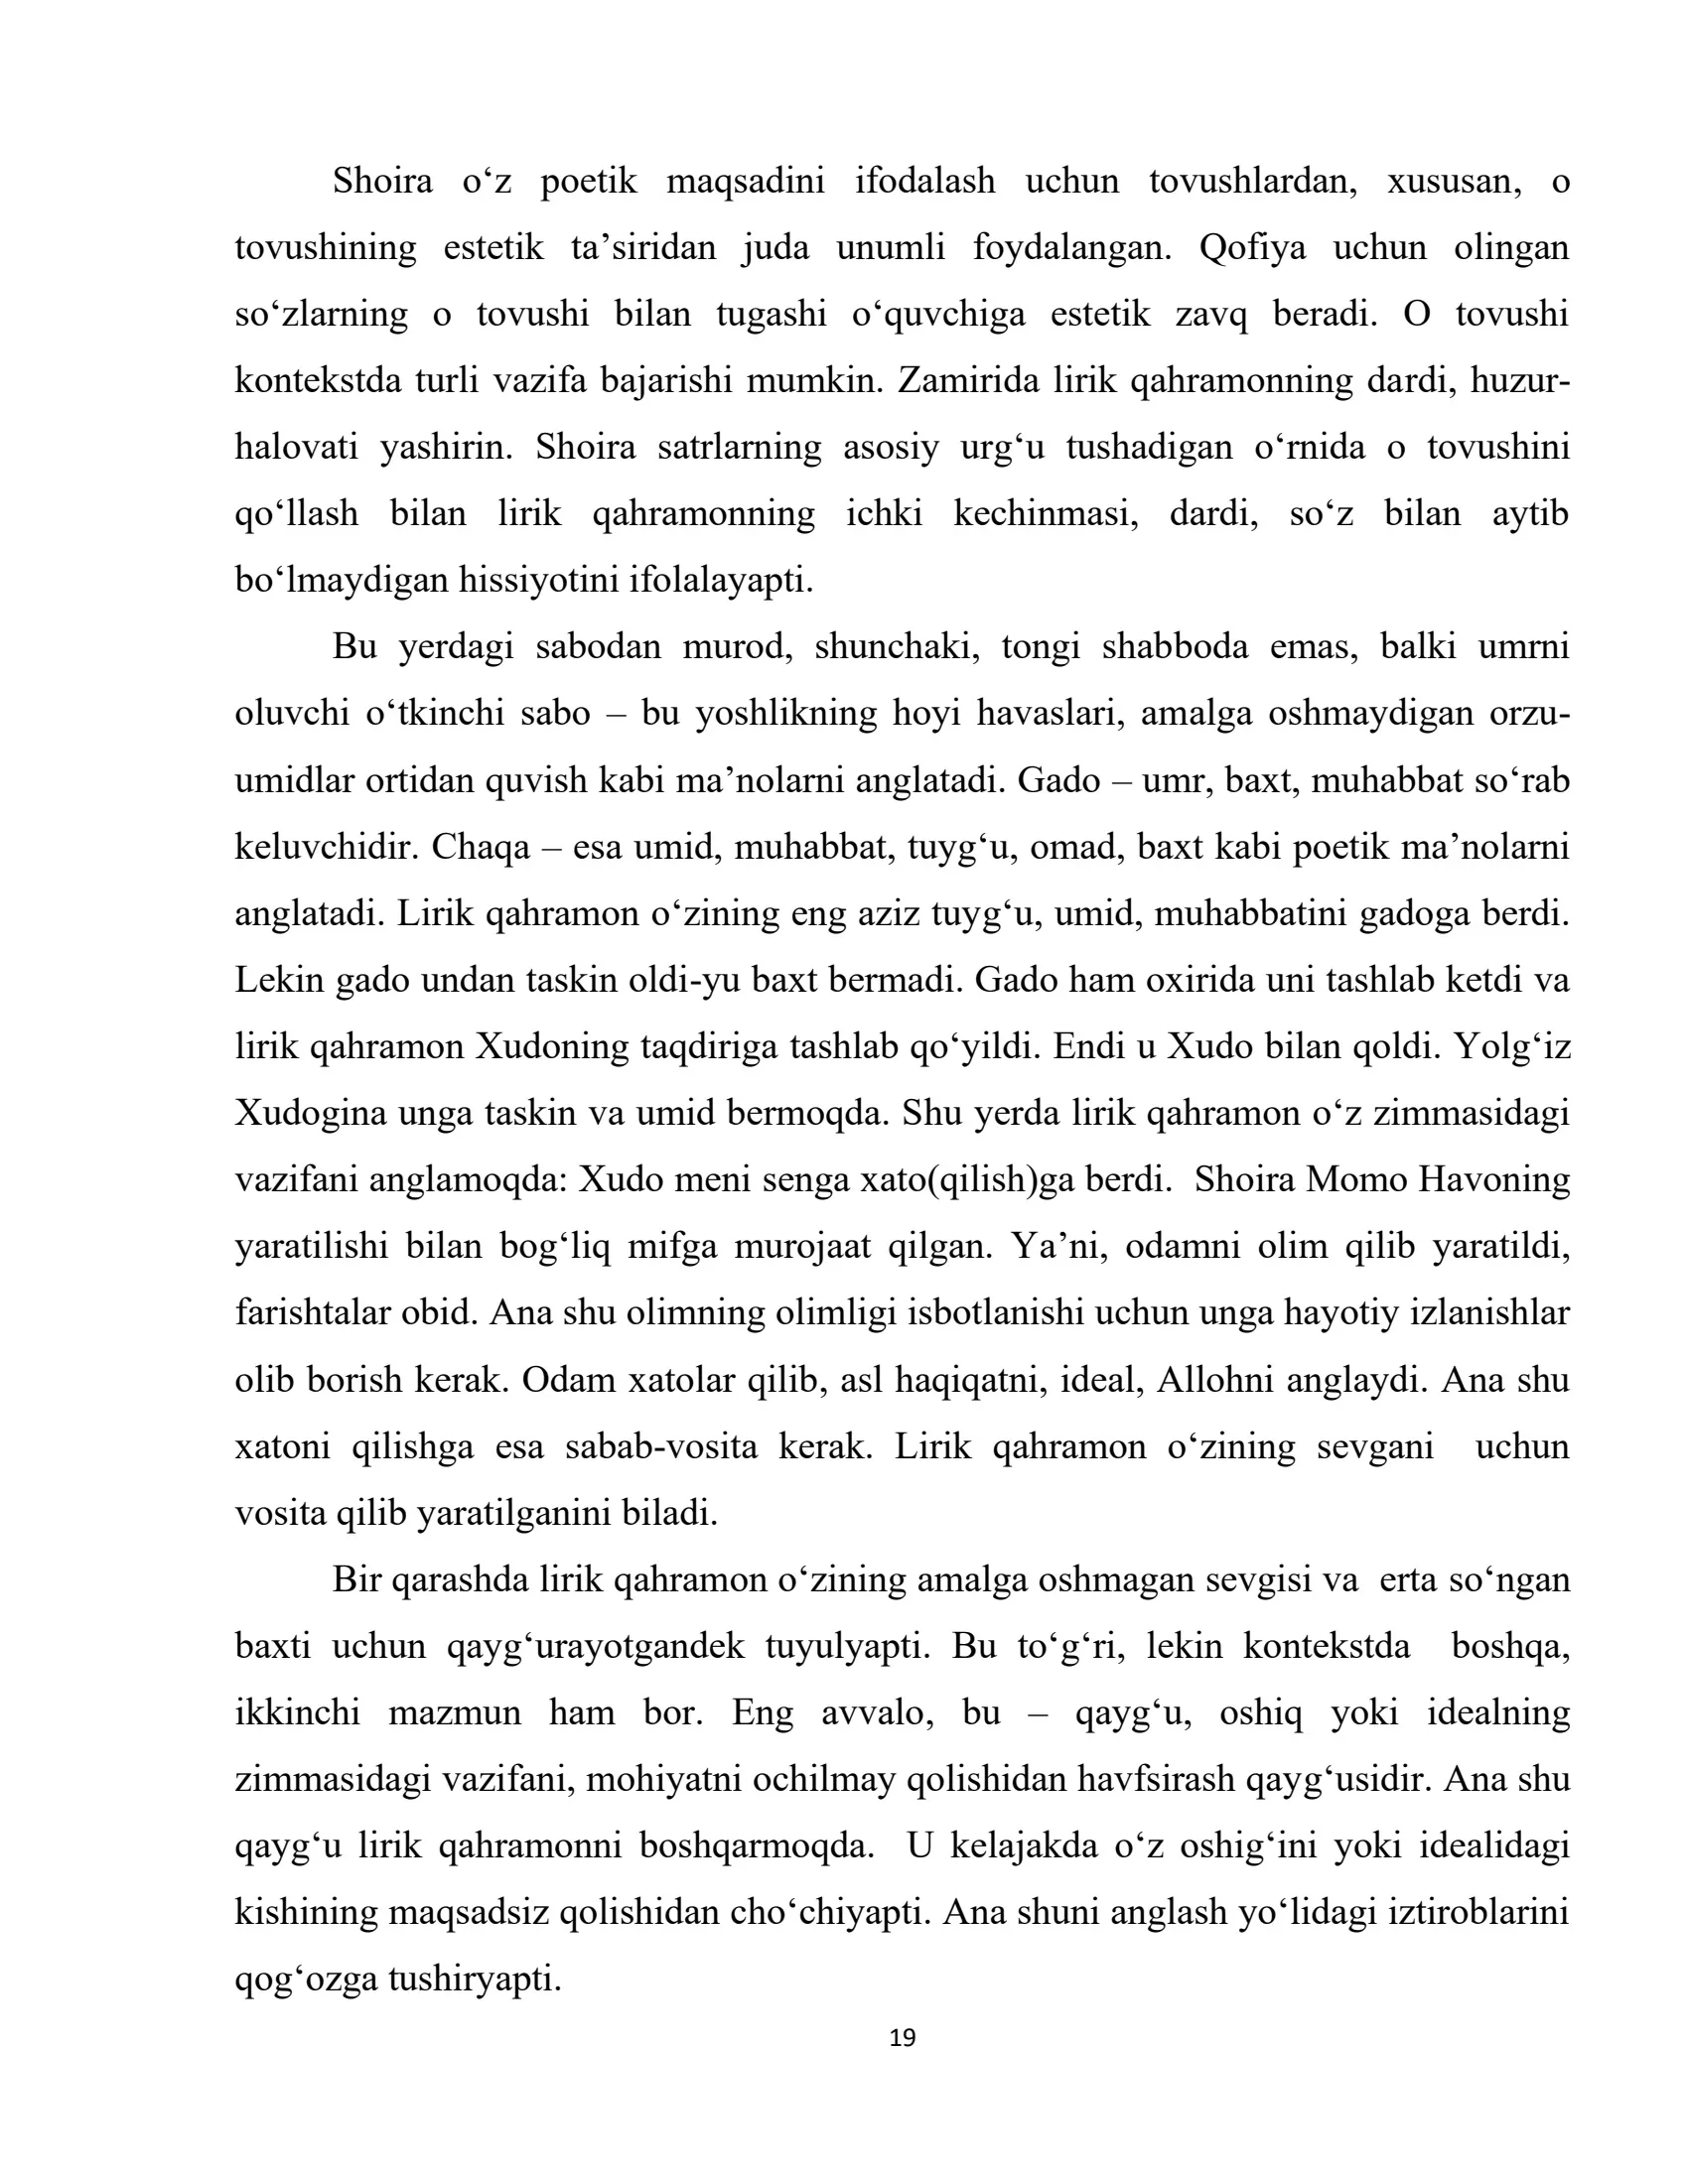 Shoira o‘z poetik maqsadini ifodalash uchun tovushlardan, xususan, o
tovushining estetik ta’siridan juda unumli foydalangan. Qofiya uchun olingan
so‘zlarning o tovushi bilan tugashi o‘quvchiga estetik zavq beradi. O tovushi
kontekstda turli vazifa bajarishi mumkin. Zamirida lirik qahramonning dardi, huzur-
halovati yashirin. Shoira satrlarning asosiy urg‘u tushadigan o‘rnida o tovushini
qo‘llash bilan lirik qahramonning ichki kechinmasi, dardi, so‘z bilan aytib
bo‘lmaydigan hissiyotini ifolalayapti.
Bu yerdagi sabodan murod, shunchaki, tongi shabboda emas, balki umrni
oluvchi o‘tkinchi sabo – bu yoshlikning hoyi havaslari, amalga oshmaydigan orzu-
umidlar ortidan quvish kabi ma’nolarni anglatadi. Gado – umr, baxt, muhabbat so‘rab
keluvchidir. Chaqa – esa umid, muhabbat, tuyg‘u, omad, baxt kabi poetik ma’nolarni
anglatadi. Lirik qahramon o‘zining eng aziz tuyg‘u, umid, muhabbatini gadoga berdi.
Lekin gado undan taskin oldi-yu baxt bermadi. Gado ham oxirida uni tashlab ketdi va
lirik qahramon Xudoning taqdiriga tashlab qo‘yildi. Endi u Xudo bilan qoldi. Yolg‘iz
Xudogina unga taskin va umid bermoqda. Shu yerda lirik qahramon o‘z zimmasidagi
vazifani anglamoqda: Xudo meni senga xato(qilish)ga berdi.  Shoira Momo Havoning
yaratilishi bilan bog‘liq mifga murojaat qilgan. Ya’ni, odamni olim qilib yaratildi,
farishtalar obid. Ana shu olimning olimligi isbotlanishi uchun unga hayotiy izlanishlar
olib borish kerak. Odam xatolar qilib, asl haqiqatni, ideal, Allohni anglaydi. Ana shu
xatoni qilishga esa sabab-vosita kerak. Lirik qahramon o‘zining sevgani  uchun
vosita qilib yaratilganini biladi.
Bir qarashda lirik qahramon o‘zining amalga oshmagan sevgisi va  erta so‘ngan
baxti uchun qayg‘urayotgandek tuyulyapti. Bu to‘g‘ri, lekin kontekstda  boshqa,
ikkinchi mazmun ham bor. Eng avvalo, bu – qayg‘u, oshiq yoki idealning
zimmasidagi vazifani, mohiyatni ochilmay qolishidan havfsirash qayg‘usidir. Ana shu
qayg‘u lirik qahramonni boshqarmoqda.  U kelajakda o‘z oshig‘ini yoki idealidagi
kishining maqsadsiz qolishidan cho‘chiyapti. Ana shuni anglash yo‘lidagi iztiroblarini
qog‘ozga tushiryapti.
19